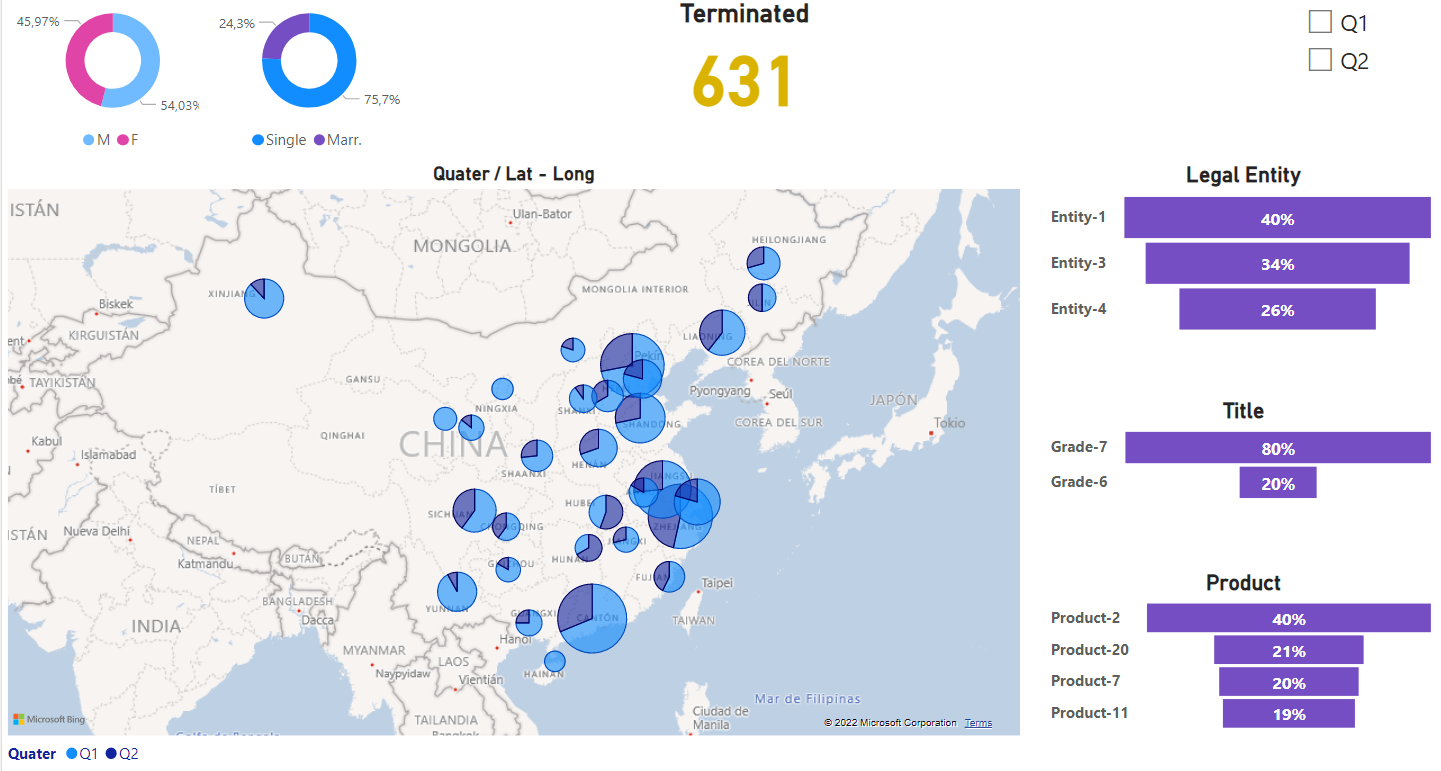 45,97%
54,03%
M F
24,3%
75,7%
Single Marr.
Terminated
631
Q1
Q2
Quater / Lat - Long
ISTÁN
Ulan-Bator
MONGOLIA
HEILONGJIANG
XINJIANG
MONGOLIA INTERIOR
Biskek
KIRGUISTÁN
LIAONING
Pekín
COREA DEL NORTE
TAYIKISTÁN
GANSU
Pyongyang
Seúl
JAPÓN
NINGXIA
SHANXI
Tokio
COREA DEL SUR
SHANDONG
Kabul
QINGHAI
CHINA
Islamabad
SHAANXI
HENAN
JIANGSU
TÍBET
HUBEI
SICHUAN
CHONGQING
ZHEJIANG
Nueva Delhi
ISTÁN
NEPAL
Katmandu
BUTÁN
HUNAN
JIANGXI
FUJIAN
Taipei
YUNNAN
BANGLADESH
Dacca
GUANGXI
CANTÓN
TAIWAN
INDIA
Hanói
MYANMAR
LAOS
Naypyidaw
Vientián
HAINAN
Mar de Filipinas
TAILANDIA
Bangkok
Ciudad de
Manila
Golfo de Bengala
Microsoft Bing
© 2022 Microsoft Corporation Terms
Quater Q1 Q2
Legal Entity
Entity-1 40%
Entity-3 34%
Entity-4 26%
Title
Grade-7 80%
Grade-6 20%
Product
Product-2 40%
Product-20 21%
Product-7 20%
Product-11 19%